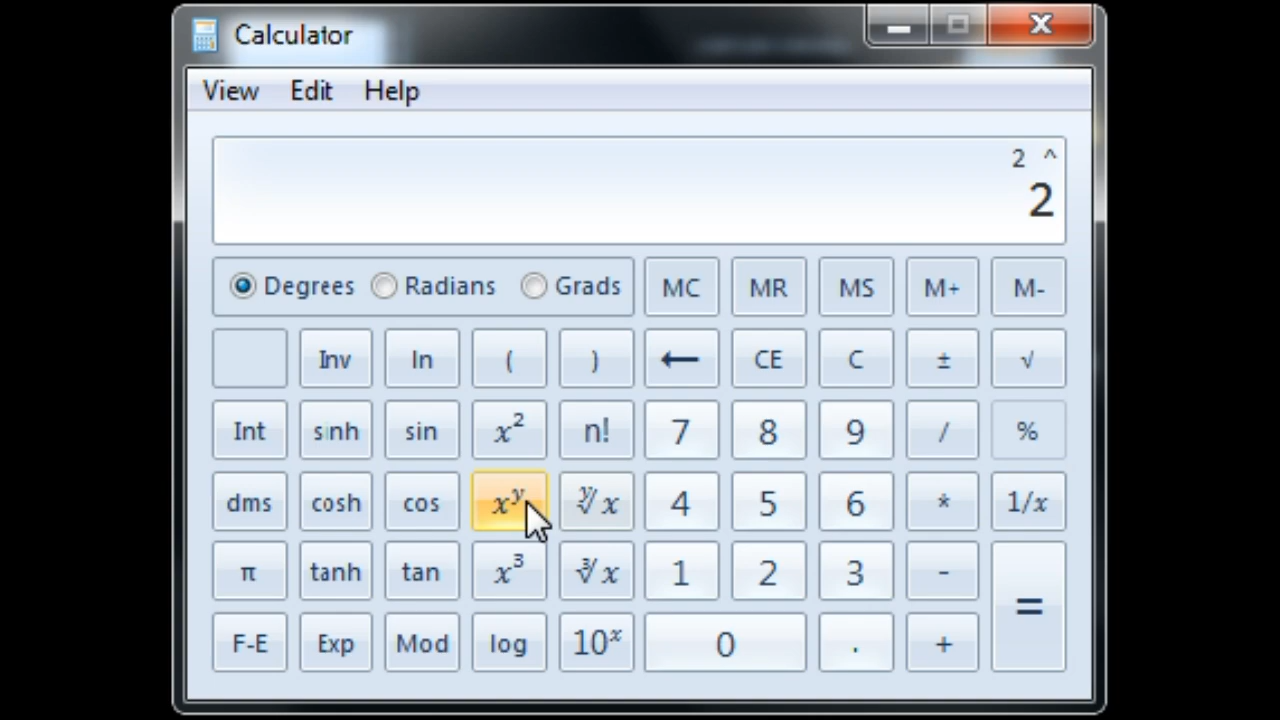 Calculator
View Edit Help
2 ^
2
Degrees Radians Grads MC MR MS M+ M-
Inv ln ( ) ← CE C ± √
Int sinh sin x² n! 7 8 9 / %
dms cosh cos xʸ ʸ√x 4 5 6 * 1/x
π tanh tan x³ ³√x 1 2 3 - =
F-E Exp Mod log 10ˣ 0 . +